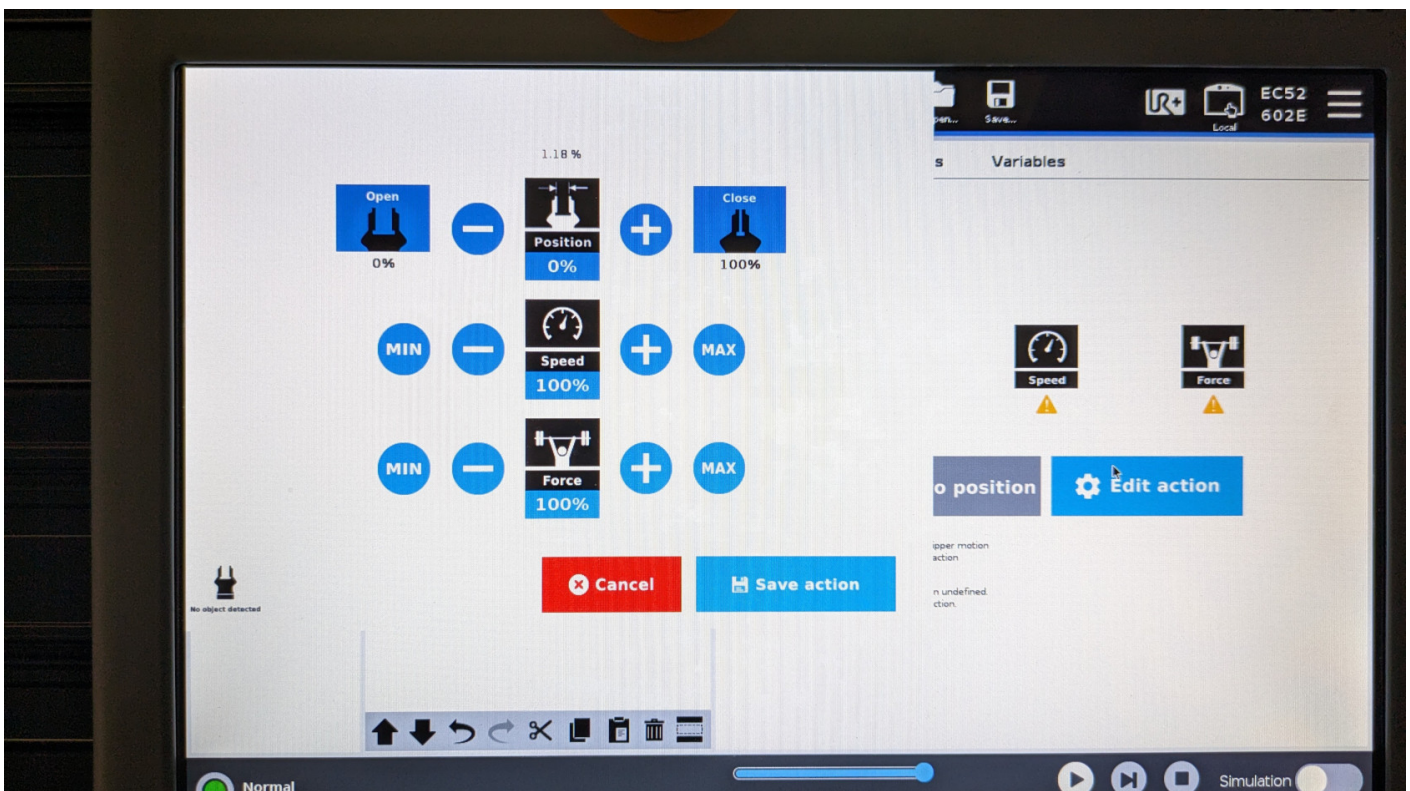 1.18 %
Open
0%
Position
0%
Close
100%
MIN
Speed
100%
MAX
MIN
Force
100%
MAX
Cancel
Save action
No object detected
Save...
UR+
Local
EC52
602E
s
Variables
Speed
Force
o position
Edit action
ipper motion
action
n undefined.
ction.
Normal
Simulation